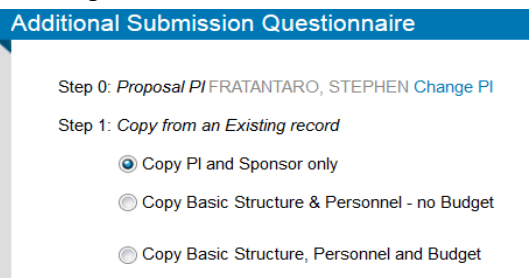 Additional Submission Questionnaire
Step 0: Proposal PI FRATANTARO, STEPHEN Change PI
Step 1: Copy from an Existing record
Copy PI and Sponsor only
Copy Basic Structure & Personnel - no Budget
Copy Basic Structure, Personnel and Budget